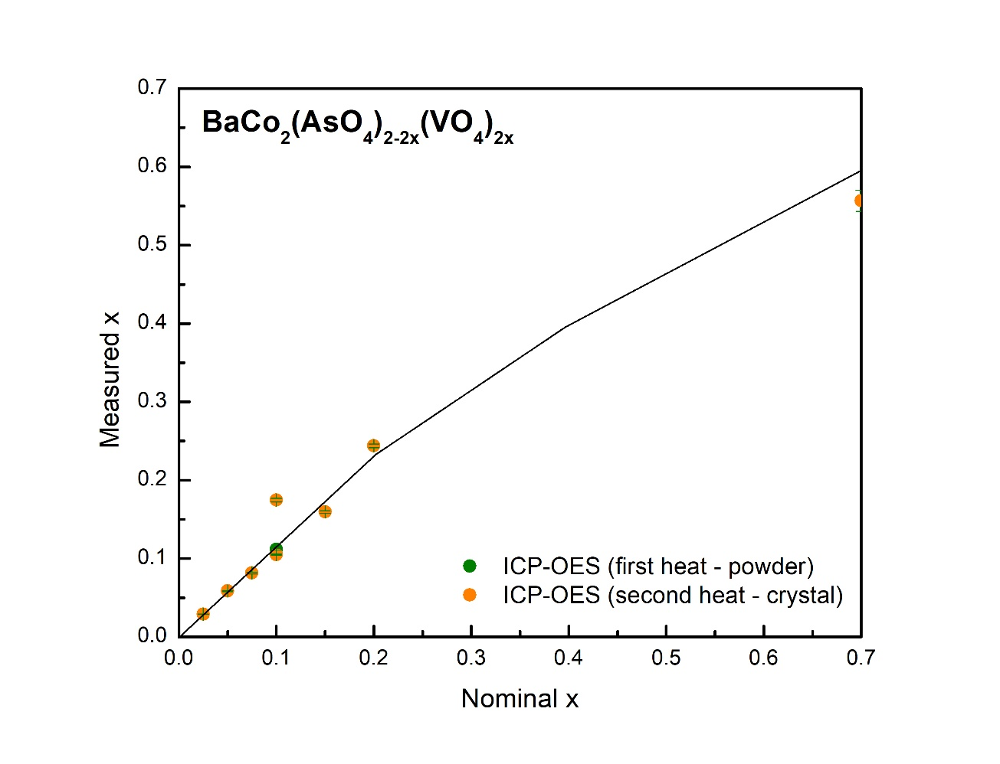 0.7
BaCo2(AsO4)2-2x(VO4)2x
0.6
0.5
0.4
0.3
0.2
0.1
0.0
Measured x
ICP-OES (first heat - powder)
ICP-OES (second heat - crystal)
0.0 0.1 0.2 0.3 0.4 0.5 0.6 0.7
Nominal x